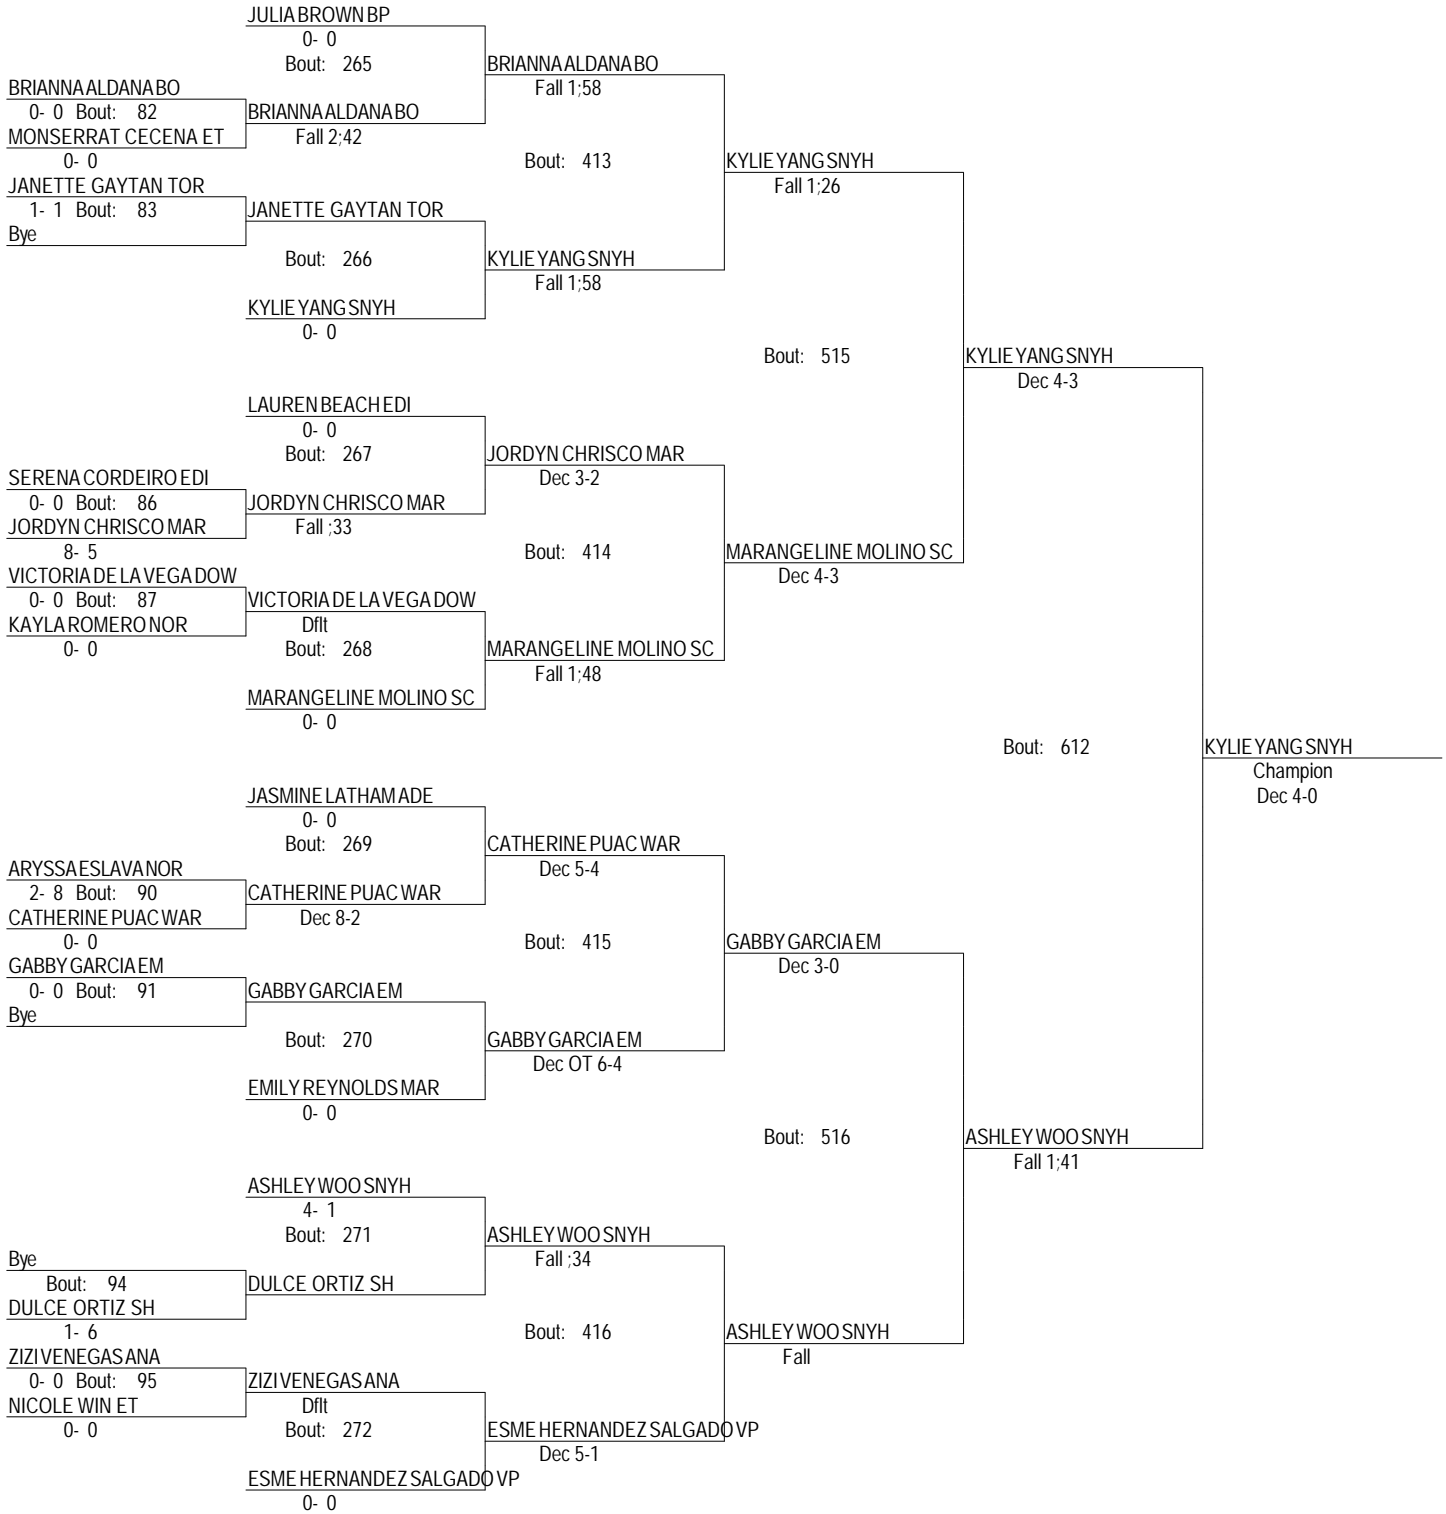 JULIA BROWN BP
0- 0
Bout: 265
BRIANNA ALDANA BO
Fall 1;58
BRIANNA ALDANA BO
0- 0 Bout: 82
BRIANNA ALDANA BO
MONSERRAT CECENA ET
Fall 2;42
0- 0
Bout: 413
KYLIE YANG SNYH
Fall 1;26
JANETTE GAYTAN TOR
1- 1 Bout: 83
JANETTE GAYTAN TOR
Bye
Bout: 266
KYLIE YANG SNYH
Fall 1;58
KYLIE YANG SNYH
0- 0
Bout: 515
KYLIE YANG SNYH
Dec 4-3
LAUREN BEACH EDI
0- 0
Bout: 267
JORDYN CHRISCO MAR
Dec 3-2
SERENA CORDEIRO EDI
0- 0 Bout: 86
JORDYN CHRISCO MAR
JORDYN CHRISCO MAR
Fall ;33
8- 5
Bout: 414
MARANGELINE MOLINO SC
Dec 4-3
VICTORIA DE LA VEGA DOW
0- 0 Bout: 87
VICTORIA DE LA VEGA DOW
KAYLA ROMERO NOR
Dflt
0- 0
Bout: 268
MARANGELINE MOLINO SC
Fall 1;48
MARANGELINE MOLINO SC
0- 0
Bout: 612
KYLIE YANG SNYH
Champion
Dec 4-0
JASMINE LATHAM ADE
0- 0
Bout: 269
CATHERINE PUAC WAR
Dec 5-4
ARYSSA ESLAVA NOR
2- 8 Bout: 90
CATHERINE PUAC WAR
CATHERINE PUAC WAR
Dec 8-2
0- 0
Bout: 415
GABBY GARCIA EM
Dec 3-0
GABBY GARCIA EM
0- 0 Bout: 91
GABBY GARCIA EM
Bye
Bout: 270
GABBY GARCIA EM
Dec OT 6-4
EMILY REYNOLDS MAR
0- 0
Bout: 516
ASHLEY WOO SNYH
Fall 1;41
ASHLEY WOO SNYH
4- 1
Bout: 271
ASHLEY WOO SNYH
Fall ;34
Bye
Bout: 94
DULCE ORTIZ SH
DULCE ORTIZ SH
1- 6
Bout: 416
ASHLEY WOO SNYH
Fall
ZIZI VENEGAS ANA
0- 0 Bout: 95
ZIZI VENEGAS ANA
NICOLE WIN ET
Dflt
0- 0
Bout: 272
ESME HERNANDEZ SALGADO VP
Dec 5-1
ESME HERNANDEZ SALGADO VP
0- 0